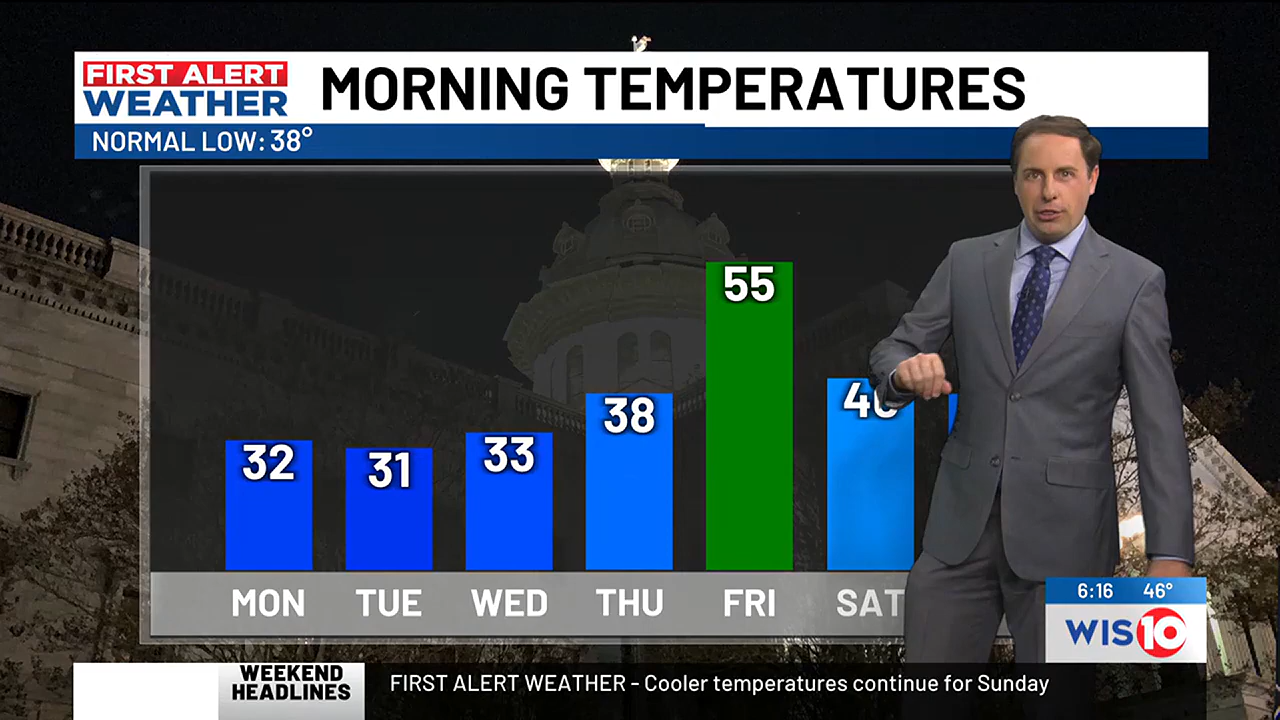 FIRST ALERT
WEATHER
MORNING TEMPERATURES
NORMAL LOW: 38°
32
31
33
38
55
MON
TUE
WED
THU
FRI
SAT
6:16 46°
WIS10
WEEKEND
HEADLINES
FIRST ALERT WEATHER - Cooler temperatures continue for Sunday